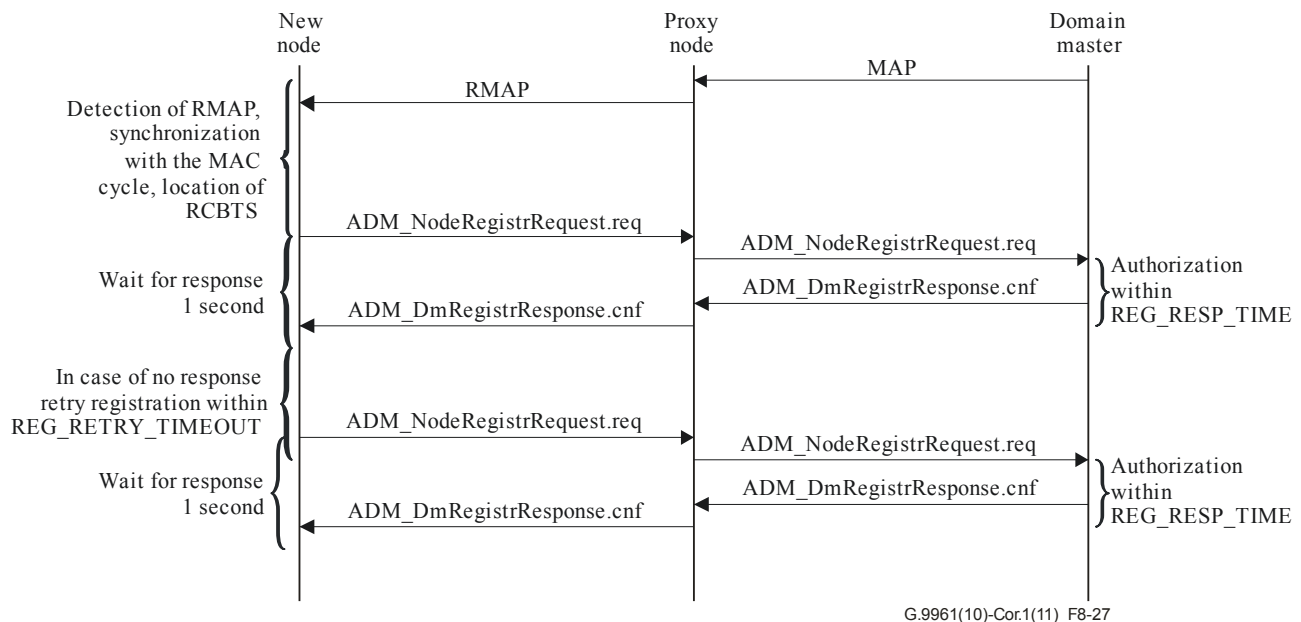 New
node
Proxy
node
Domain
master
MAP
RMAP
Detection of RMAP,
synchronization
with the MAC
cycle, location of
RCBTS
ADM_NodeRegistrRequest.req
ADM_NodeRegistrRequest.req
Wait for response
1 second
Authorization
within
REG_RESP_TIME
ADM_DmRegistrResponse.cnf
ADM_DmRegistrResponse.cnf
In case of no response
retry registration within
REG_RETRY_TIMEOUT
ADM_NodeRegistrRequest.req
ADM_NodeRegistrRequest.req
Wait for response
1 second
Authorization
within
REG_RESP_TIME
ADM_DmRegistrResponse.cnf
ADM_DmRegistrResponse.cnf
G.9961(10)-Cor.1(11)_F8-27